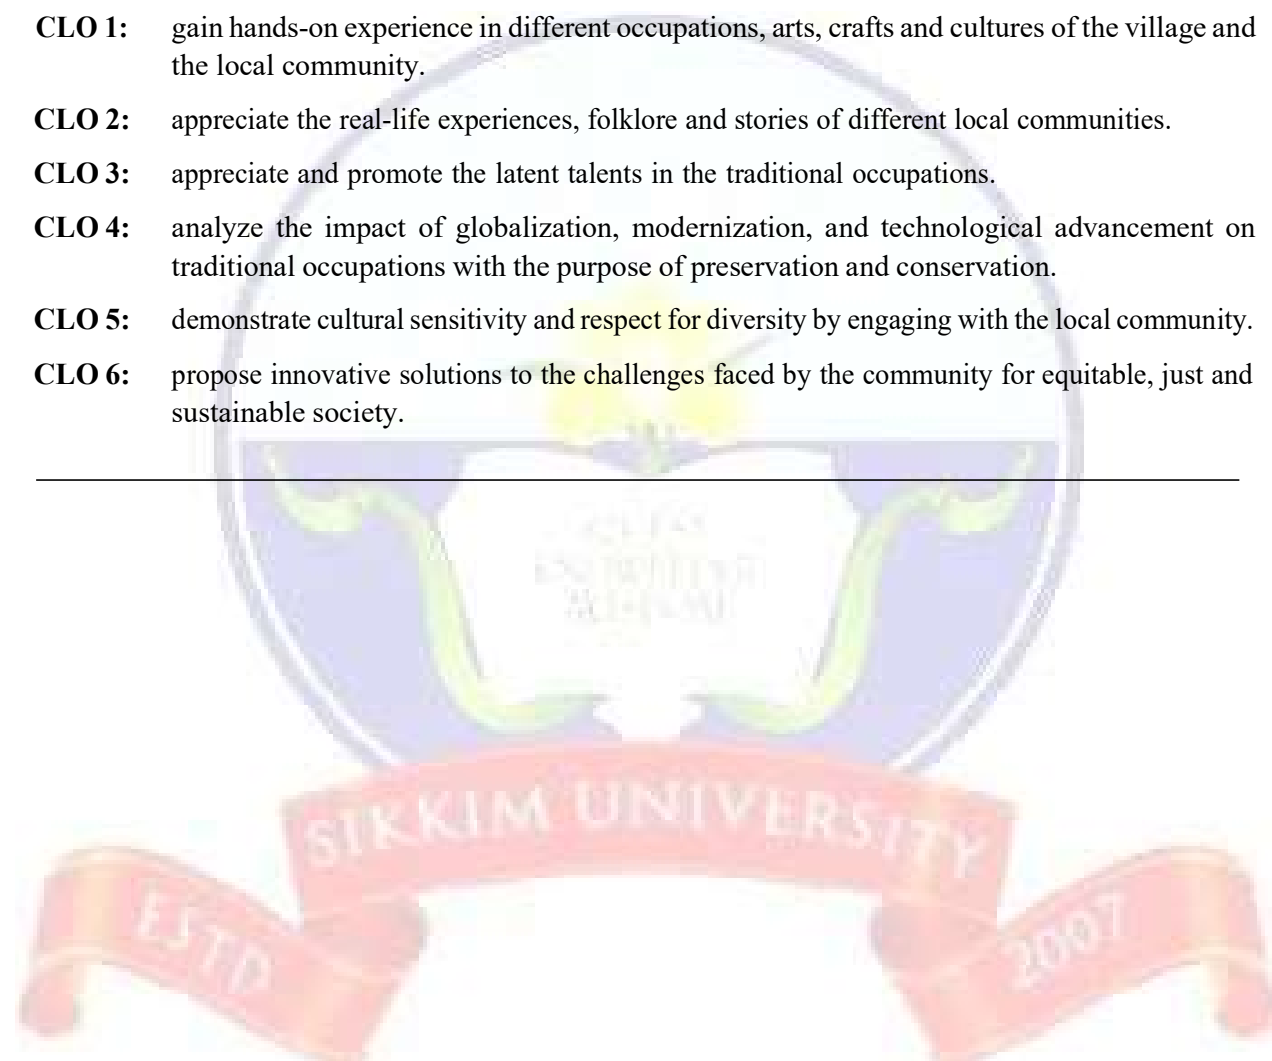 CLO 1: gain hands-on experience in different occupations, arts, crafts and cultures of the village and
the local community.
CLO 2: appreciate the real-life experiences, folklore and stories of different local communities.
CLO 3: appreciate and promote the latent talents in the traditional occupations.
CLO 4: analyze the impact of globalization, modernization, and technological advancement on
traditional occupations with the purpose of preservation and conservation.
CLO 5: demonstrate cultural sensitivity and respect for diversity by engaging with the local community.
CLO 6: propose innovative solutions to the challenges faced by the community for equitable, just and
sustainable society.
SIKKIM UNIVERSITY
ESTD 2007